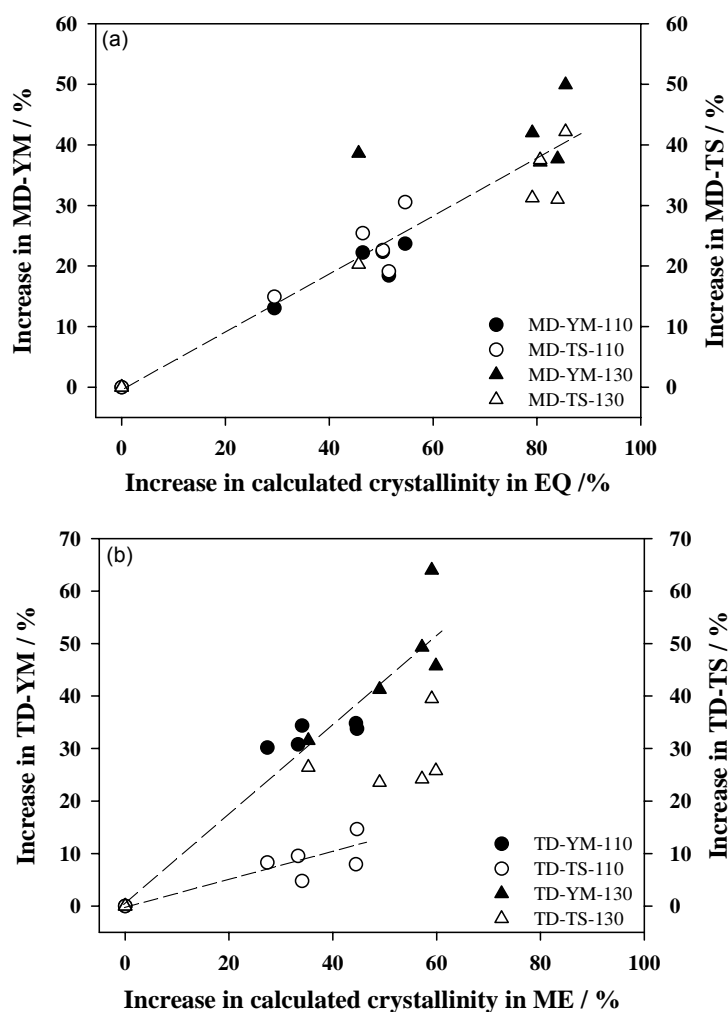 (a)
60
50
40
30
20
10
0
Increase in MD-YM / %
60
50
40
30
20
10
0
Increase in MD-TS / %
MD-YM-110
MD-TS-110
MD-YM-130
MD-TS-130
0 20 40 60 80 100
Increase in calculated crystallinity in EQ /%
(b)
70
60
50
40
30
20
10
0
Increase in TD-YM / %
70
60
50
40
30
20
10
0
Increase in TD-TS / %
TD-YM-110
TD-TS-110
TD-YM-130
TD-TS-130
0 20 40 60 80 100
Increase in calculated crystallinity in ME / %